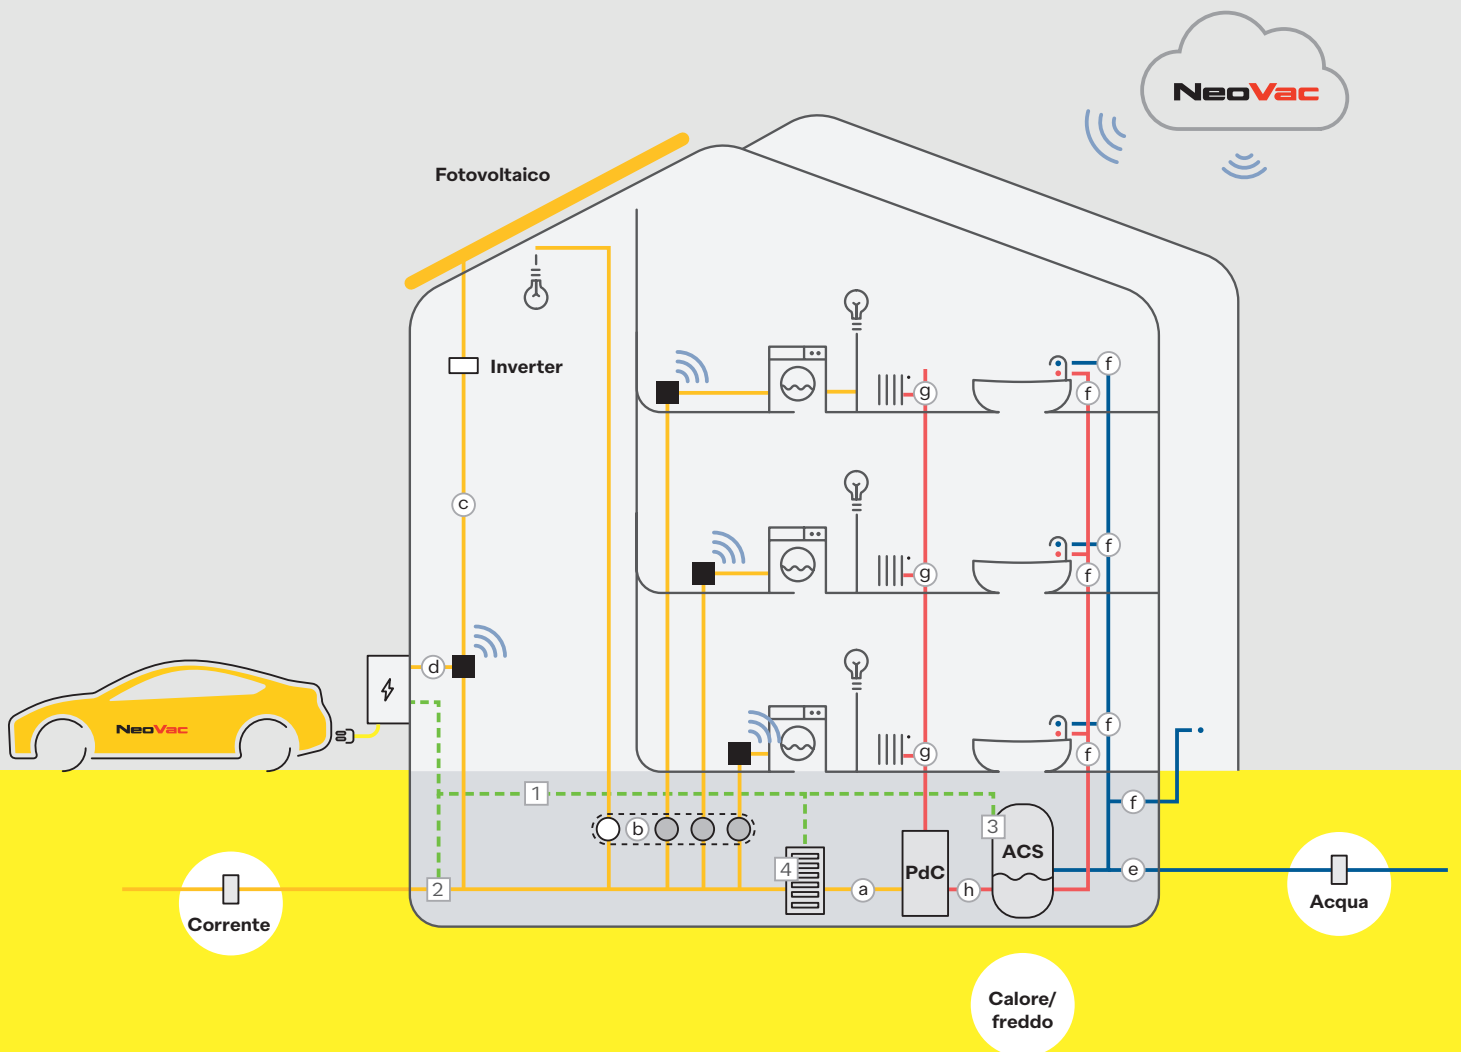 NeoVac
Fotovoltaico
Inverter
f
g
f
c
f
g
f
d
NeoVac
f
g
f
1
f
b
3
ACS
4
PdC
e
2
a
h
Corrente
Acqua
Calore/
freddo